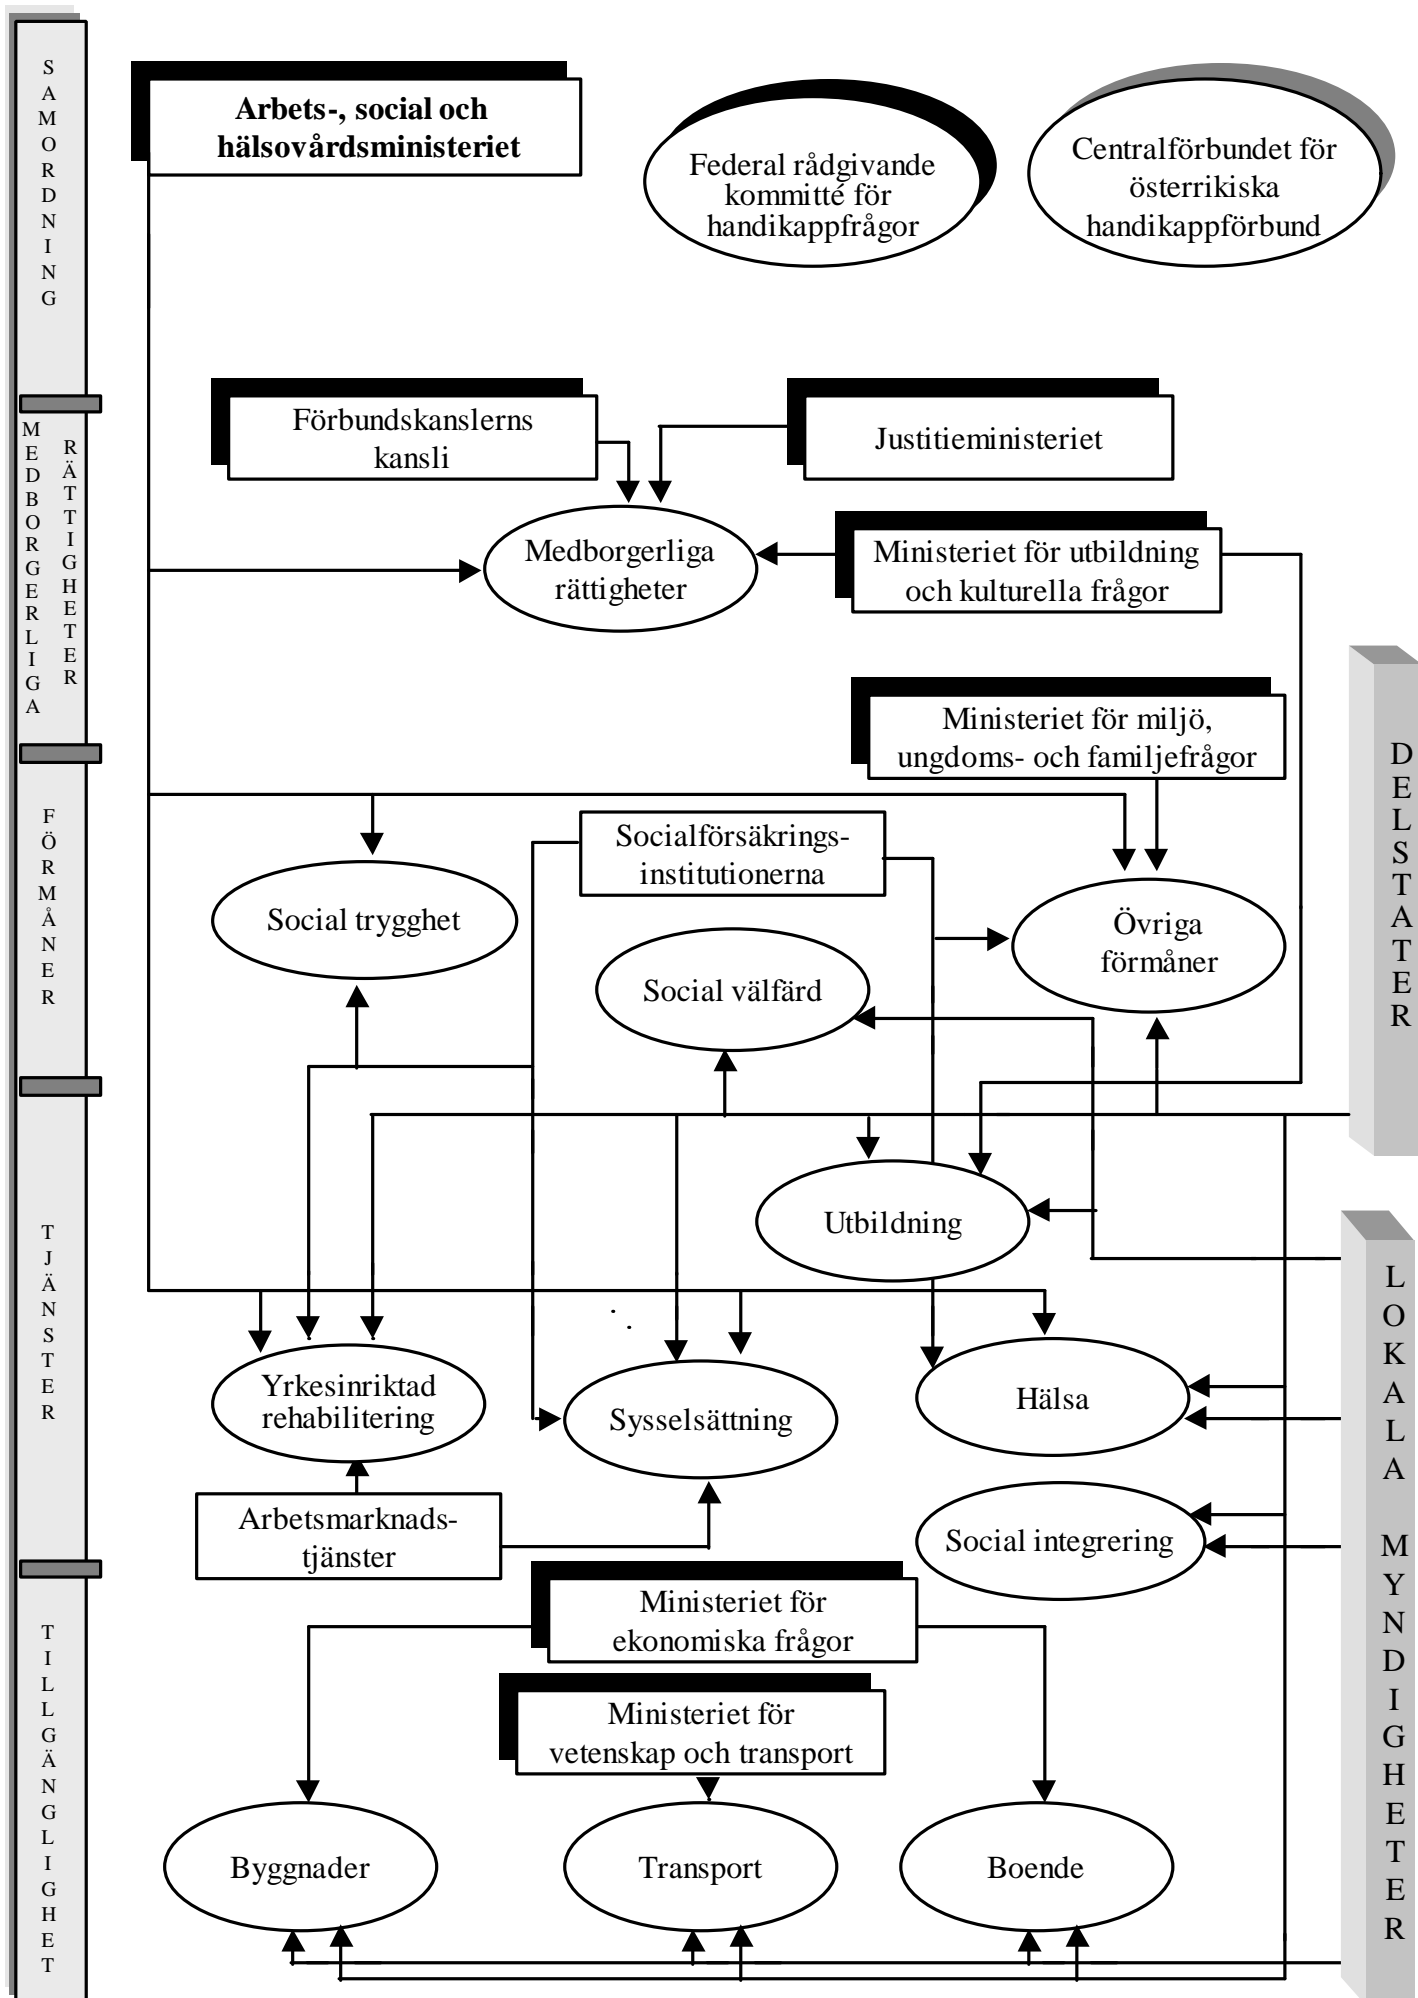 SAMORDNING
Arbets-, social och
hälsovårdsministeriet
Federal rådgivande
kommitté för
handikappfrågor
Centralförbundet för
österrikiska
handikappförbund
MEDBORGERLIGA
RÄTTIGHETER
Förbundskanslerns
kansli
Justitieministeriet
Medborgerliga
rättigheter
Ministeriet för utbildning
och kulturella frågor
Ministeriet för miljö,
ungdoms- och familjefrågor
DELSTATER
FÖRMÅNER
Socialförsäkrings-
institutionerna
Social trygghet
Övriga
förmåner
Social välfärd
TJÄNSTER
Utbildning
LOKALA MYNDIGHETER
Yrkesinriktad
rehabilitering
Sysselsättning
Hälsa
Arbetsmarknads-
tjänster
Social integrering
TILLGÄNGLIGHET
Ministeriet för
ekonomiska frågor
Ministeriet för
vetenskap och transport
Byggnader
Transport
Boende